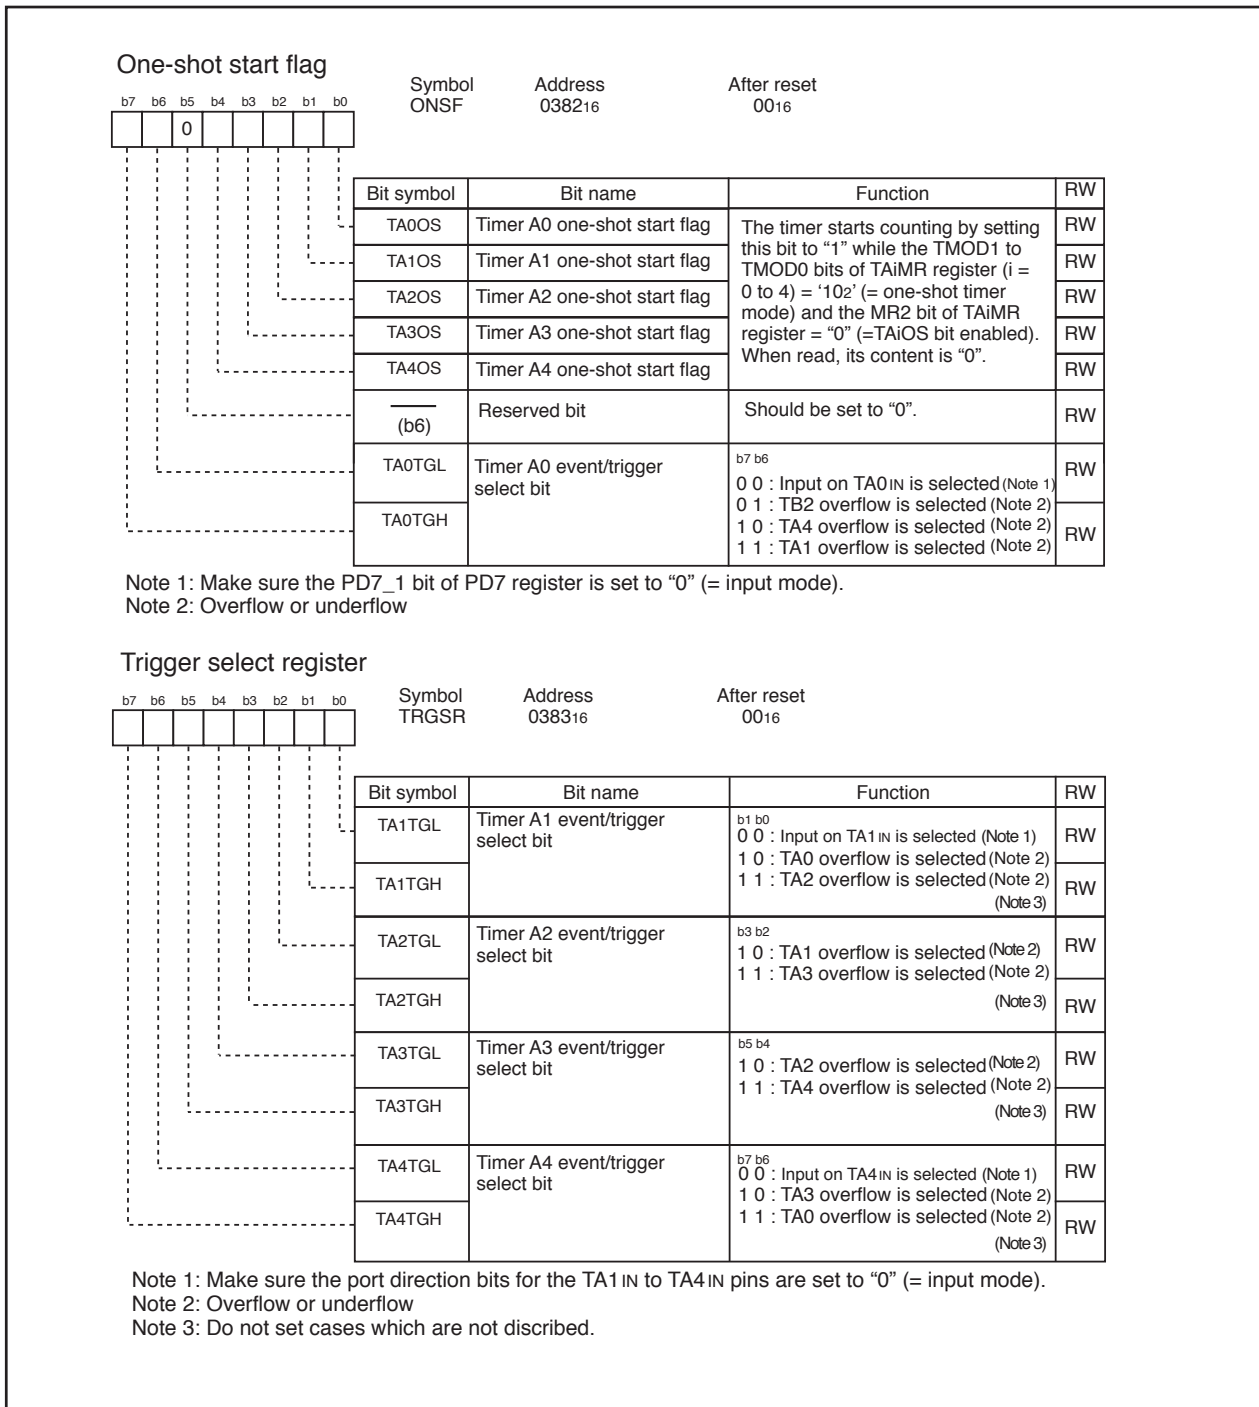 One-shot start flag
Symbol Address After reset
b7 b6 b5 b4 b3 b2 b1 b0
ONSF 038216 0016
0
Bit symbol Bit name Function RW
TA0OS Timer A0 one-shot start flag RW
TA1OS Timer A1 one-shot start flag RW
TA2OS Timer A2 one-shot start flag RW
TA3OS Timer A3 one-shot start flag RW
TA4OS Timer A4 one-shot start flag RW
The timer starts counting by setting
this bit to “1” while the TMOD1 to
TMOD0 bits of TAiMR register (i =
0 to 4) = ‘102’ (= one-shot timer
mode) and the MR2 bit of TAiMR
register = “0” (=TAiOS bit enabled).
When read, its content is “0”.
(b6) Reserved bit Should be set to “0”. RW
TA0TGL Timer A0 event/trigger RW
select bit
TA0TGH RW
b7 b6
0 0 : Input on TA0IN is selected (Note 1)
0 1 : TB2 overflow is selected (Note 2)
1 0 : TA4 overflow is selected (Note 2)
1 1 : TA1 overflow is selected (Note 2)
Note 1: Make sure the PD7_1 bit of PD7 register is set to “0” (= input mode).
Note 2: Overflow or underflow
Trigger select register
Symbol Address After reset
b7 b6 b5 b4 b3 b2 b1 b0
TRGSR 038316 0016
Bit symbol Bit name Function RW
TA1TGL Timer A1 event/trigger RW
select bit
TA1TGH RW
b1 b0
0 0 : Input on TA1IN is selected (Note 1)
1 0 : TA0 overflow is selected (Note 2)
1 1 : TA2 overflow is selected (Note 2)
(Note 3)
TA2TGL Timer A2 event/trigger RW
select bit
TA2TGH RW
b3 b2
1 0 : TA1 overflow is selected (Note 2)
1 1 : TA3 overflow is selected (Note 2)
(Note 3)
TA3TGL Timer A3 event/trigger RW
select bit
TA3TGH RW
b5 b4
1 0 : TA2 overflow is selected (Note 2)
1 1 : TA4 overflow is selected (Note 2)
(Note 3)
TA4TGL Timer A4 event/trigger RW
select bit
TA4TGH RW
b7 b6
0 0 : Input on TA4IN is selected (Note 1)
1 0 : TA3 overflow is selected (Note 2)
1 1 : TA0 overflow is selected (Note 2)
(Note 3)
Note 1: Make sure the port direction bits for the TA1IN to TA4IN pins are set to “0” (= input mode).
Note 2: Overflow or underflow
Note 3: Do not set cases which are not discribed.